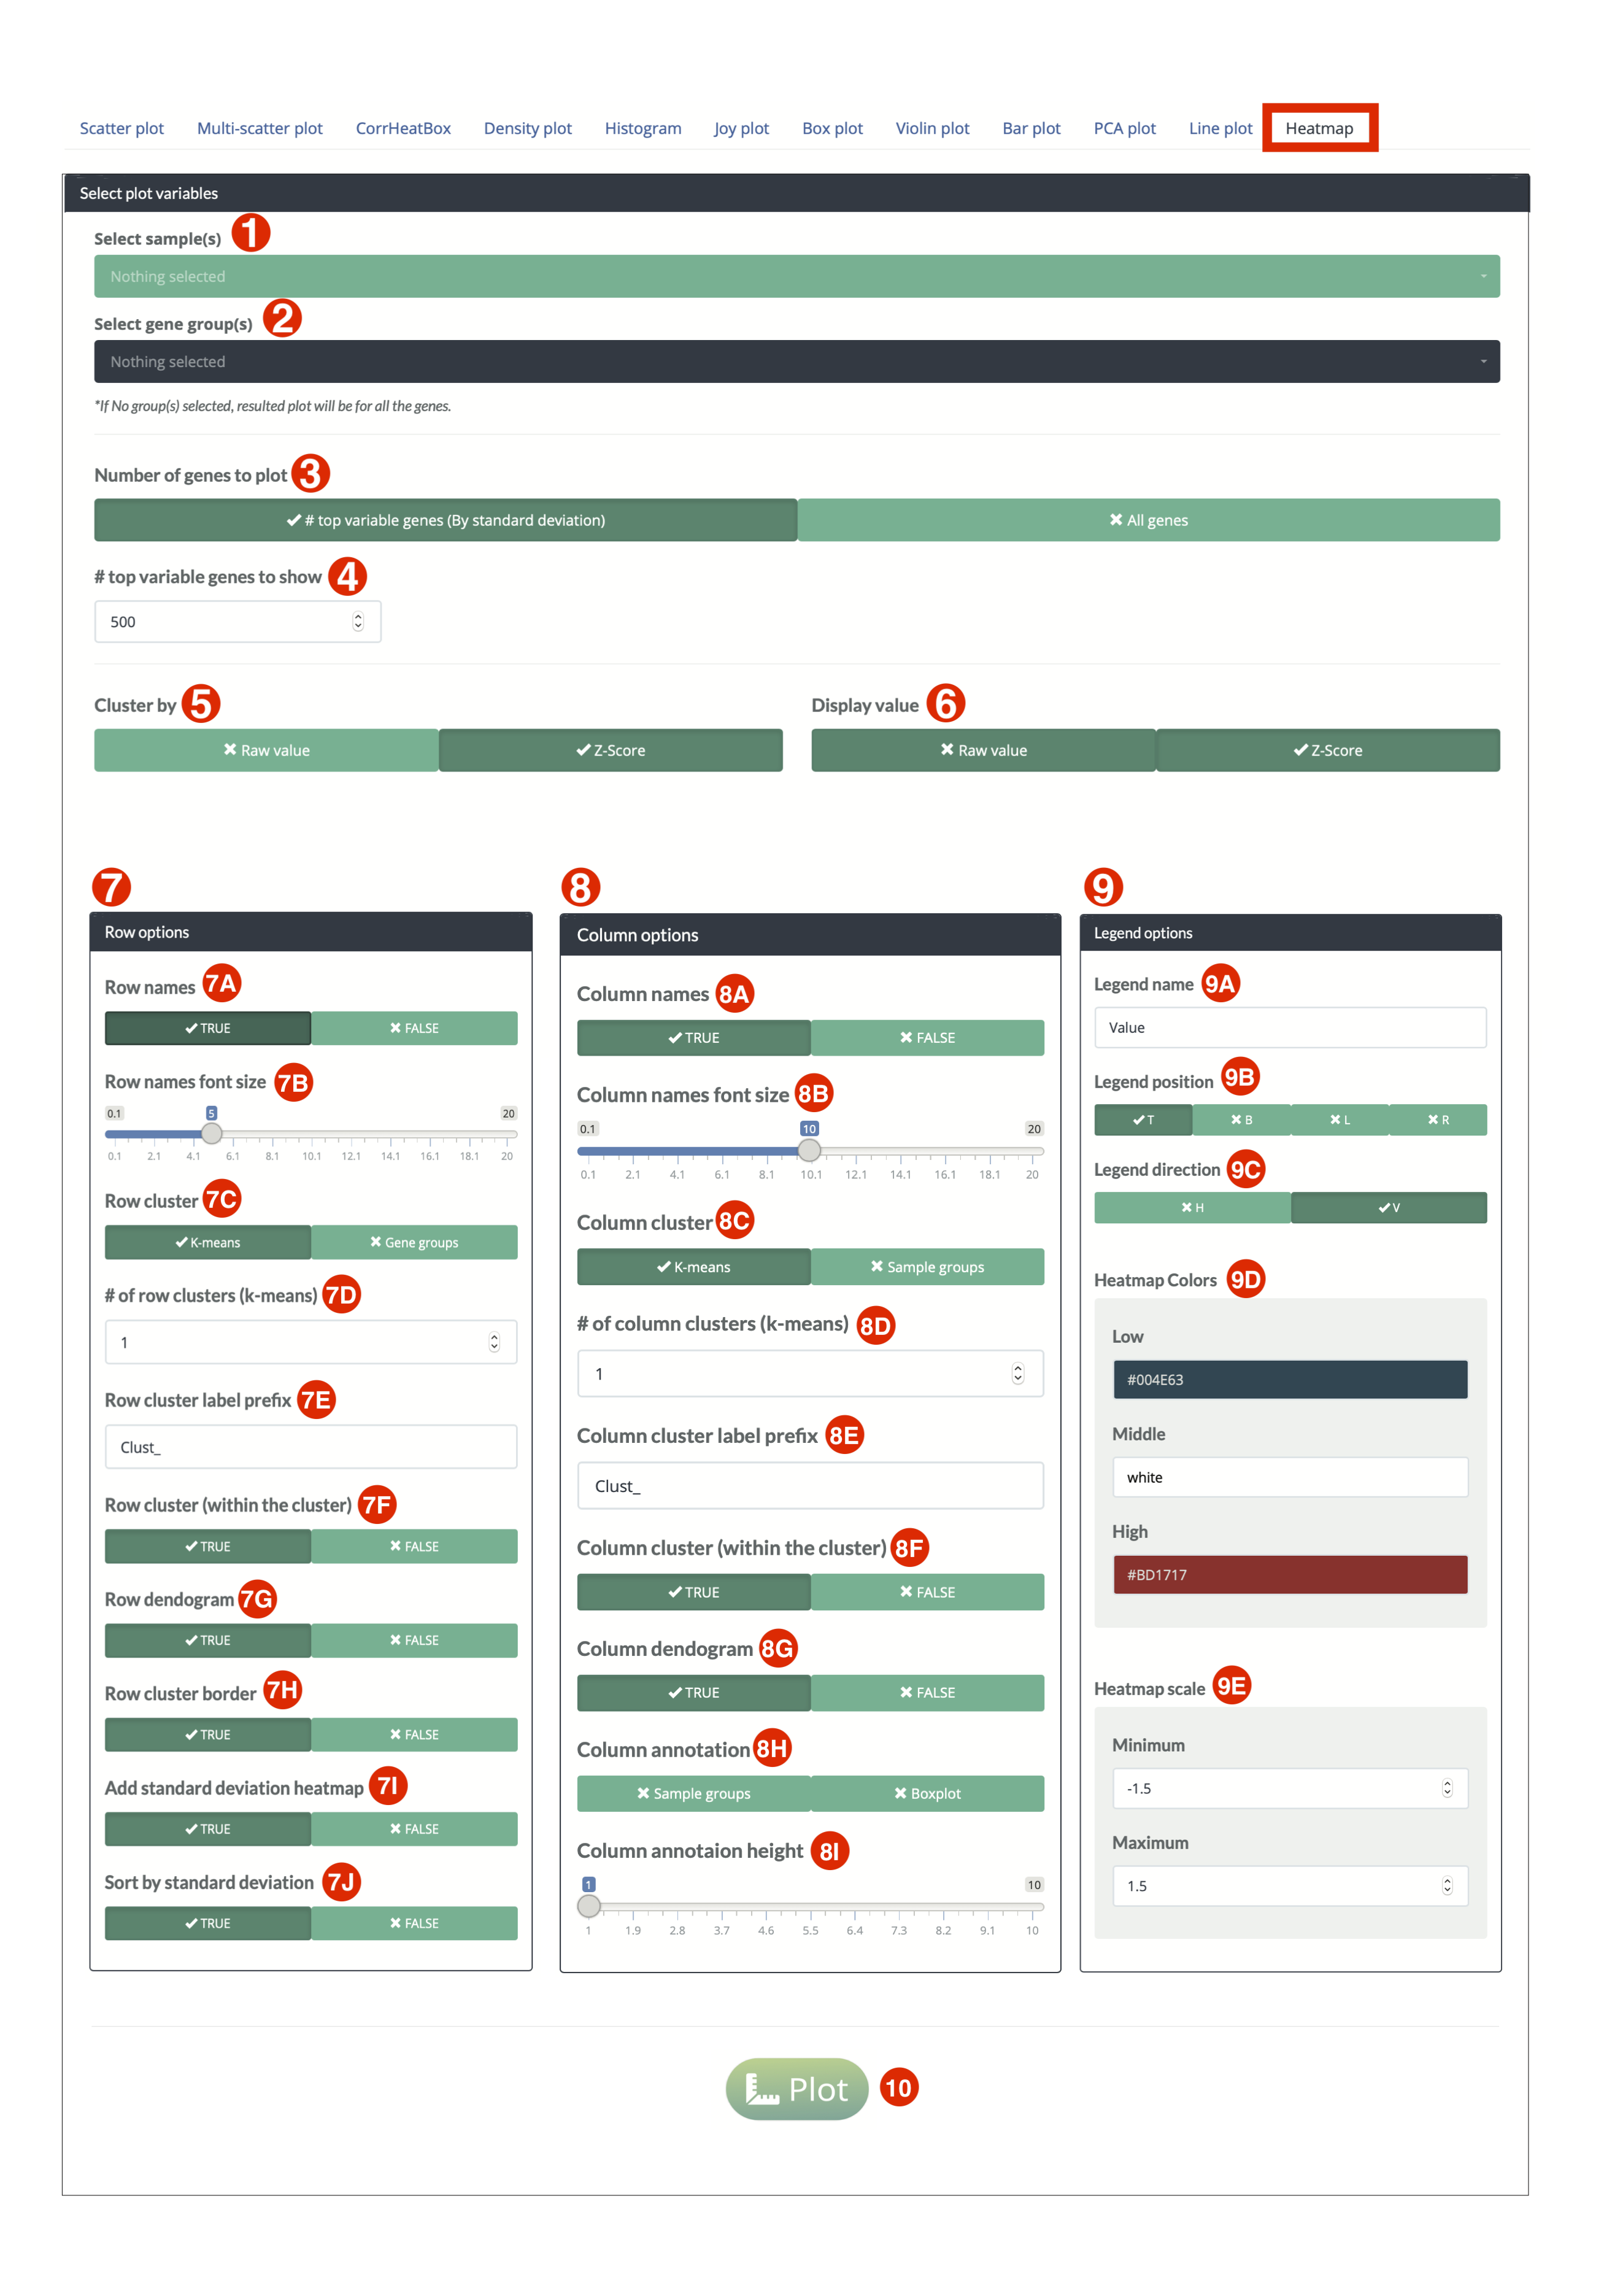 Scatter plot Multi-scatter plot CorrHeatBox Density plot Histogram Joy plot Box plot Violin plot Bar plot PCA plot Line plot Heatmap
Select plot variables
Select sample(s) 1
Nothing selected
Select gene group(s) 2
Nothing selected
*If No group(s) selected, resulted plot will be for all the genes.
Number of genes to plot 3
# top variable genes (By standard deviation) All genes
# top variable genes to show 4
500
Cluster by 5
Raw value Z-Score
Display value 6
Raw value Z-Score
7
Row options
Row names 7A
TRUE FALSE
Row names font size 7B
0.1 5 20
0.1 2.1 4.1 6.1 8.1 10.1 12.1 14.1 16.1 18.1 20
Row cluster 7C
K-means Gene groups
# of row clusters (k-means) 7D
1
Row cluster label prefix 7E
Clust_
Row cluster (within the cluster) 7F
TRUE FALSE
Row dendogram 7G
TRUE FALSE
Row cluster border 7H
TRUE FALSE
Add standard deviation heatmap 7I
TRUE FALSE
Sort by standard deviation 7J
TRUE FALSE
8
Column options
Column names 8A
TRUE FALSE
Column names font size 8B
0.1 10 20
0.1 2.1 4.1 6.1 8.1 10.1 12.1 14.1 16.1 18.1 20
Column cluster 8C
K-means Sample groups
# of column clusters (k-means) 8D
1
Column cluster label prefix 8E
Clust_
Column cluster (within the cluster) 8F
TRUE FALSE
Column dendogram 8G
TRUE FALSE
Column annotation 8H
Sample groups Boxplot
Column annotaion height 8I
1 10
1 1.9 2.8 3.7 4.6 5.5 6.4 7.3 8.2 9.1 10
9
Legend options
Legend name 9A
Value
Legend position 9B
T B L R
Legend direction 9C
H V
Heatmap Colors 9D
Low
#004E63
Middle
white
High
#BD1717
Heatmap scale 9E
Minimum
-1.5
Maximum
1.5
Plot 10